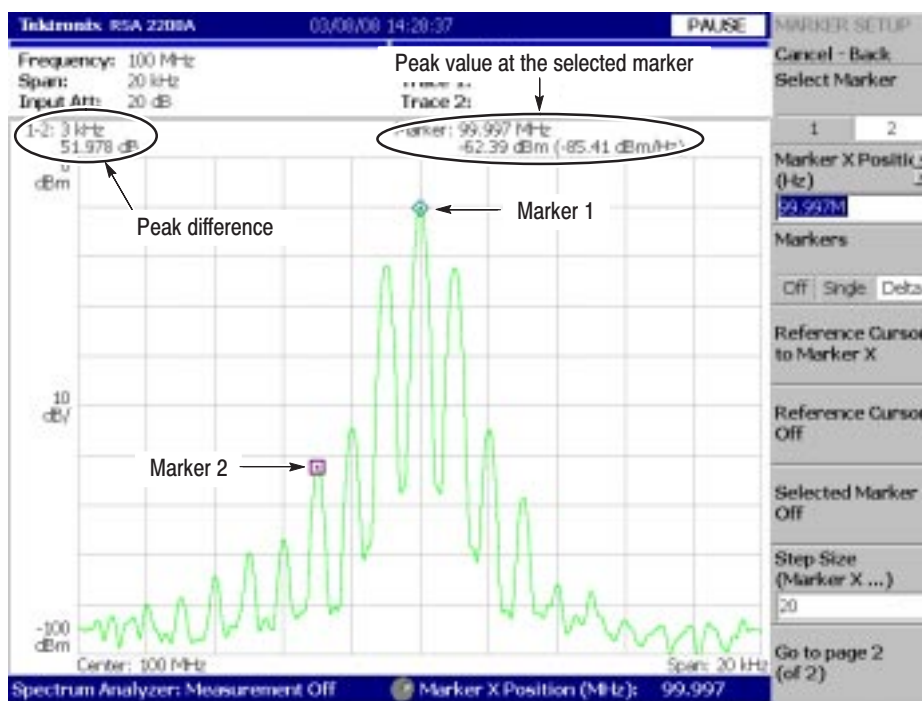 Tektronix RSA 2200A 03/08/08 14:28:37 PAUSE MARKER SETUP
Frequency: 100 MHz
Span: 20 kHz
Input Att: 20 dB
Peak value at the selected marker
Trace 1:
Trace 2:
Cancel - Back
Select Marker
1-2: 3 kHz
51.978 dB
Marker: 99.997 MHz
-62.39 dBm (-85.41 dBm/Hz)
1 2
Marker X Position
(Hz)
99.997M
0
dBm
Peak difference
Marker 1
Markers
Off Single Delta
Reference Cursor
to Marker X
10
dB/
Reference Cursor
Off
Marker 2
Selected Marker
Off
Step Size
(Marker X ...)
20
-100
dBm
Center: 100 MHz Span: 20 kHz
Go to page 2
(of 2)
Spectrum Analyzer: Measurement Off Marker X Position (MHz): 99.997